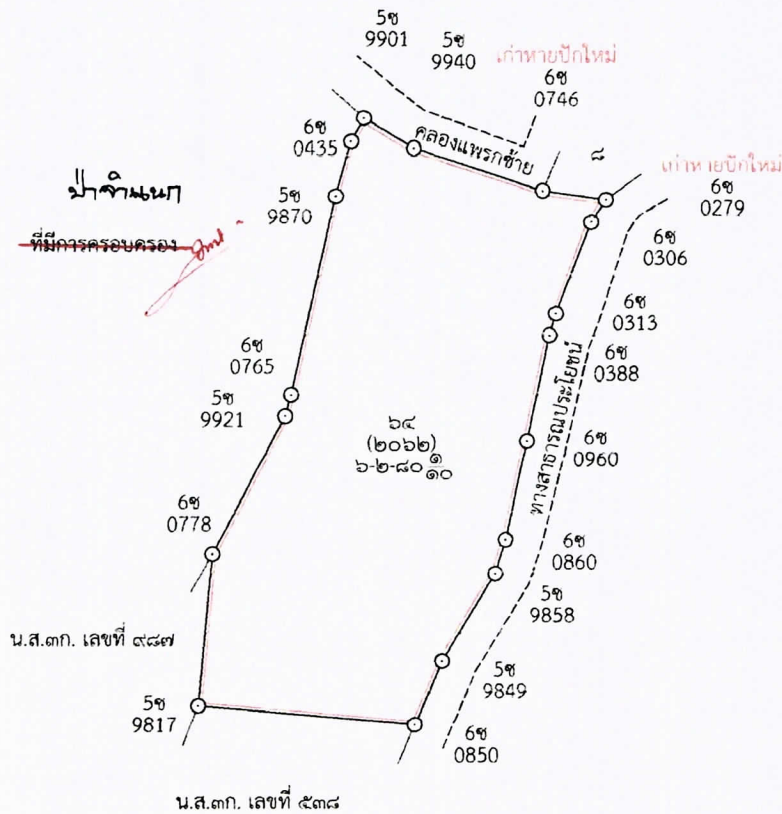 5ช
9901
5ช
9940
เก่าหายปักใหม่
6ช
0746
6ช
0435
คลองแพรกซ้าย
๘
เก่าหายปักใหม่
6ช
0279
5ช
9870
ที่มีการครอบครอง
6ช
0306
6ช
0313
6ช
0388
6ช
0765
5ช
9921
๖๔
(๒๐๖๒)
๖-๒-๘๐ ๑/๑๐
ทางสาธารณประโยชน์
6ช
0960
6ช
0778
6ช
0860
5ช
9858
น.ส.๓ก. เลขที่ ๙๘๗
5ช
9817
5ช
9849
6ช
0850
น.ส.๓ก. เลขที่ ๕๓๘